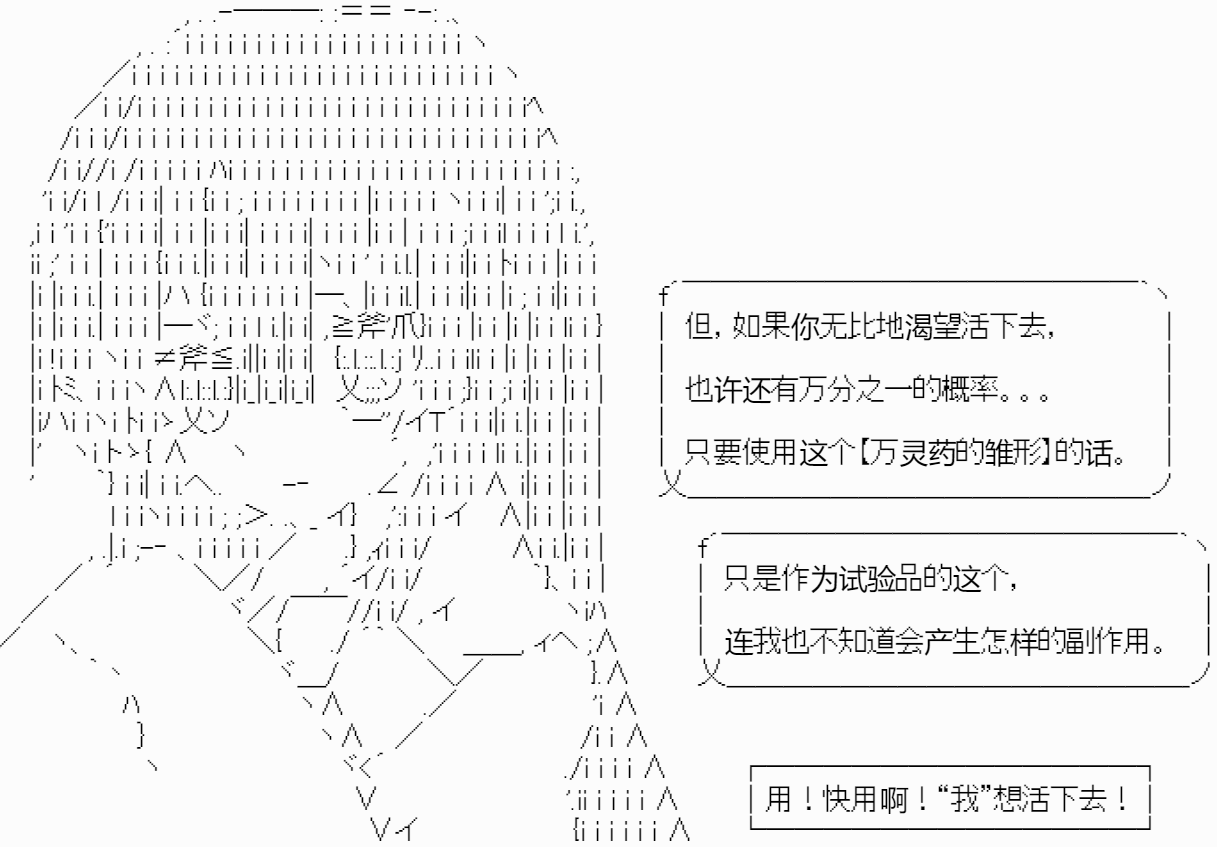 但，如果你无比地渴望活下去，
也许还有万分之一的概率。。。
只要使用这个【万灵药的雏形】的话。
只是作为试验品的这个，
连我也不知道会产生怎样的副作用。
用！快用啊！“我”想活下去！